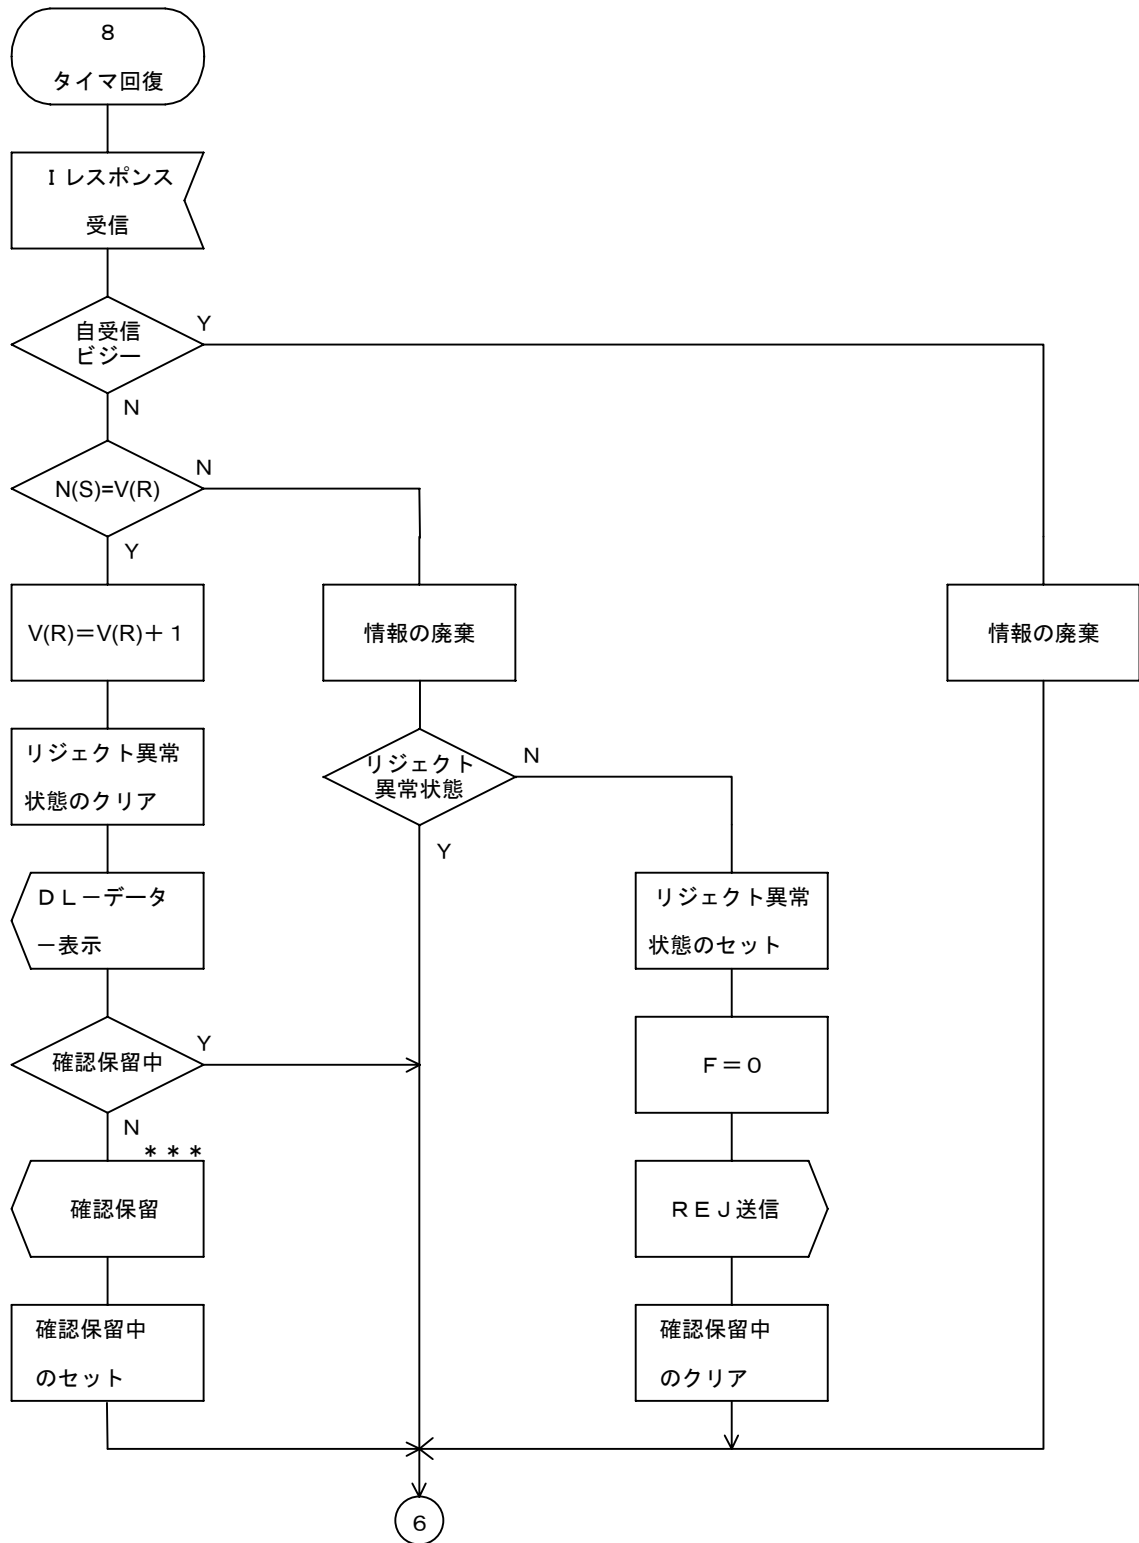 8
タイマ回復
I レスポンス
受信
自受信
ビジー
Y
N
N(S)=V(R)
N
Y
V(R)＝V(R)＋１
情報の廃棄
情報の廃棄
リジェクト異常
状態のクリア
リジェクト
異常状態
N
Y
ＤＬ－データ
－表示
リジェクト異常
状態のセット
確認保留中
Y
N
＊＊＊
Ｆ＝０
確認保留
ＲＥＪ送信
確認保留中
のセット
確認保留中
のクリア
6